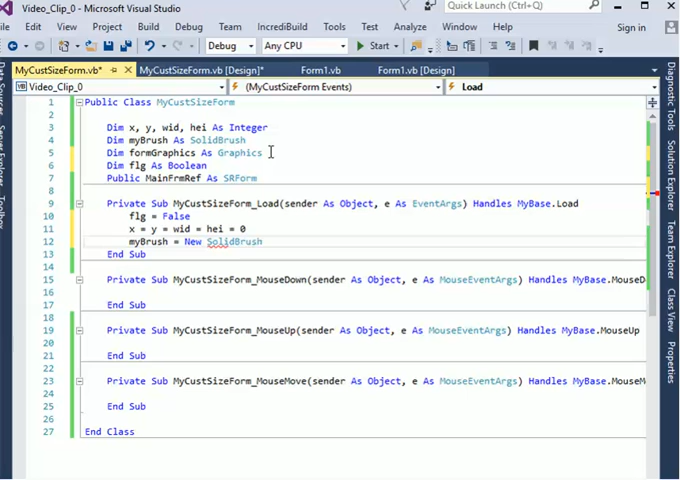 Video_Clip_0 - Microsoft Visual Studio
Quick Launch (Ctrl+Q)
File Edit View Project Build Debug Team IncrediBuild Tools Test Analyze Window Help Sign in
Debug Any CPU Start
MyCustSizeForm.vb* MyCustSizeForm.vb [Design]* Form1.vb Form1.vb [Design]
Video_Clip_0 (MyCustSizeForm Events) Load
1 Public Class MyCustSizeForm
2
3 Dim x, y, wid, hei As Integer
4 Dim myBrush As SolidBrush
5 Dim formGraphics As Graphics
6 Dim flg As Boolean
7 Public MainFrmRef As SRForm
8
9 Private Sub MyCustSizeForm_Load(sender As Object, e As EventArgs) Handles MyBase.Load
10 flg = False
11 x = y = wid = hei = 0
12 myBrush = New SolidBrush
13 End Sub
14
15 Private Sub MyCustSizeForm_MouseDown(sender As Object, e As MouseEventArgs) Handles MyBase.MouseDo
16
17 End Sub
18
19 Private Sub MyCustSizeForm_MouseUp(sender As Object, e As MouseEventArgs) Handles MyBase.MouseUp
20
21 End Sub
22
23 Private Sub MyCustSizeForm_MouseMove(sender As Object, e As MouseEventArgs) Handles MyBase.MouseM
24
25 End Sub
26
27 End Class
Data Sources
Toolbox
Diagnostic Tools
Solution Explorer
Team Explorer
Class View
Properties